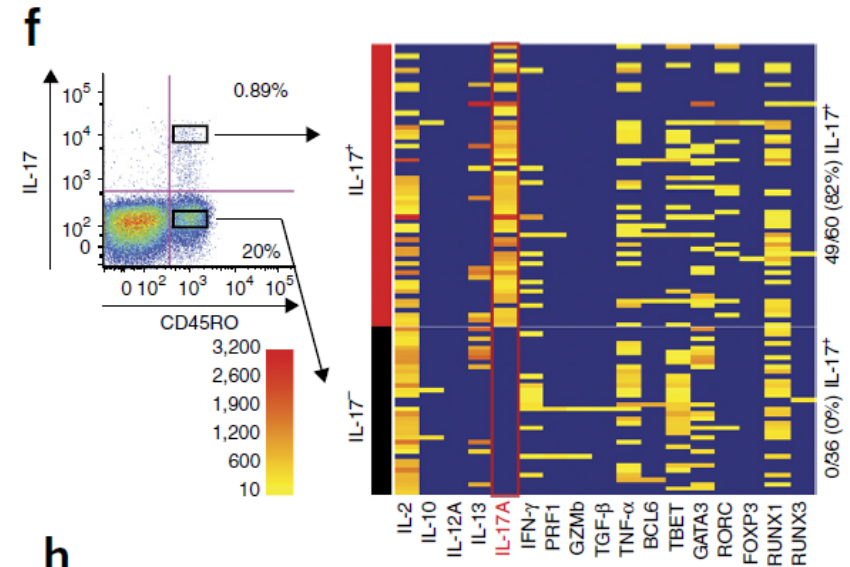 f
IL-17
10⁵
10⁴
10³
10²
0
0.89%
20%
0 10² 10³ 10⁴ 10⁵
CD45RO
3,200
2,600
1,900
1,200
600
10
IL-17⁺
IL-17⁻
49/60 (82%) IL-17⁺
0/36 (0%) IL-17⁺
IL-2
IL-10
IL-12A
IL-13
IL-17A
IFN-γ
PRF1
GZMb
TGF-β
TNF-α
BCL6
TBET
GATA3
RORC
FOXP3
RUNX1
RUNX3
h